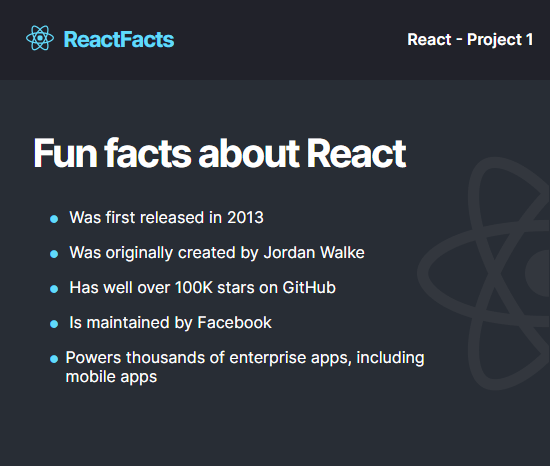 ReactFacts
React - Project 1
Fun facts about React
Was first released in 2013
Was originally created by Jordan Walke
Has well over 100K stars on GitHub
Is maintained by Facebook
Powers thousands of enterprise apps, including
mobile apps